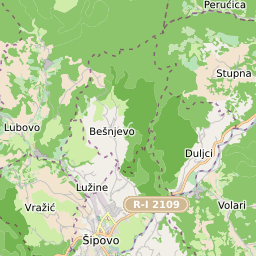 Perućica
Stupna
Lubovo
Bešnjevo
Duljci
Lužine
R-I 2109
Vražić
Volari
Šipovo